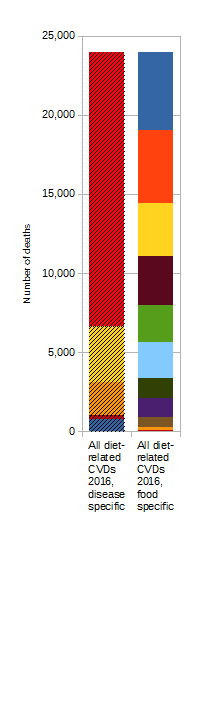 25,000
20,000
15,000
10,000
5,000
0
Number of deaths
All diet-
related
CVDs
2016,
disease
specific
All diet-
related
CVDs
2016,
food
specific